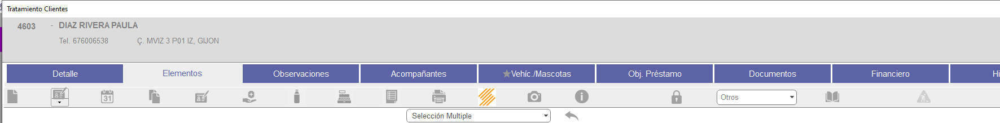 Tratamiento Clientes
4603 - DIAZ RIVERA PAULA
Tel. 676006538 Ç. MVIZ 3 P01 IZ, GIJON
Detalle Elementos Observaciones Acompañantes ★Vehíc./Mascotas Obj. Préstamo Documentos Financiero Hi
31 Otros
Selección Multiple